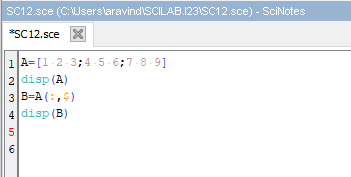 SC12.sce (C:\Users\aravind\SCILAB.I23\SC12.sce) - SciNotes
*SC12.sce
1 A=[1 2 3;4 5 6;7 8 9]
2 disp(A)
3 B=A(:,$)
4 disp(B)
5
6